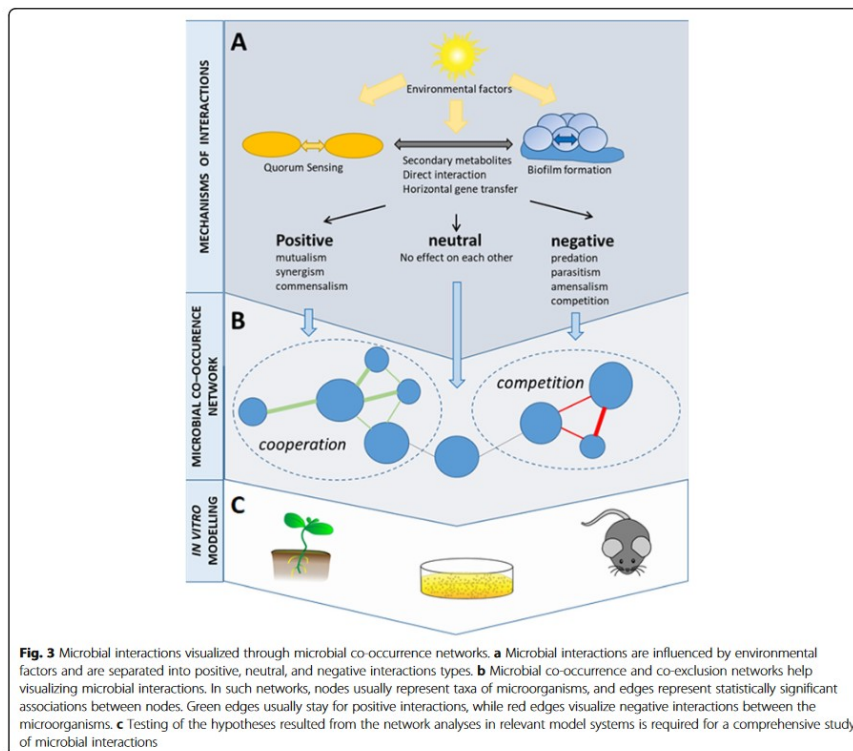 MECHANISMS OF INTERACTIONS
A
Environmental factors
Quorum Sensing
Secondary metabolites
Direct interaction
Horizontal gene transfer
Biofilm formation
Positive
mutualism
synergism
commensalism
neutral
No effect on each other
negative
predation
parasitism
amensalism
competition
MICROBIAL CO-OCCURENCE
NETWORK
B
cooperation
competition
IN VITRO
MODELLING
C
Fig. 3 Microbial interactions visualized through microbial co-occurrence networks. a Microbial interactions are influenced by environmental
factors and are separated into positive, neutral, and negative interactions types. b Microbial co-occurrence and co-exclusion networks help
visualizing microbial interactions. In such networks, nodes usually represent taxa of microorganisms, and edges represent statistically significant
associations between nodes. Green edges usually stay for positive interactions, while red edges visualize negative interactions between the
microorganisms. c Testing of the hypotheses resulted from the network analyses in relevant model systems is required for a comprehensive study
of microbial interactions